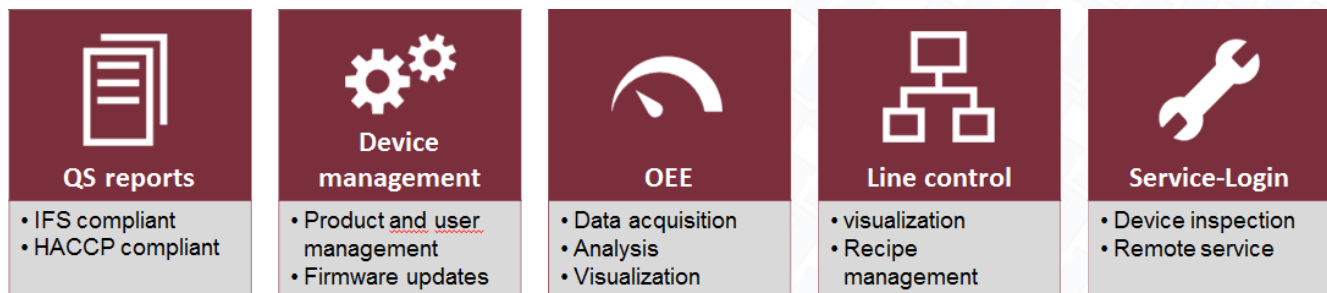 QS reports
• IFS compliant
• HACCP compliant
Device
management
• Product and user
management
• Firmware updates
OEE
• Data acquisition
• Analysis
• Visualization
Line control
• visualization
• Recipe
management
Service-Login
• Device inspection
• Remote service